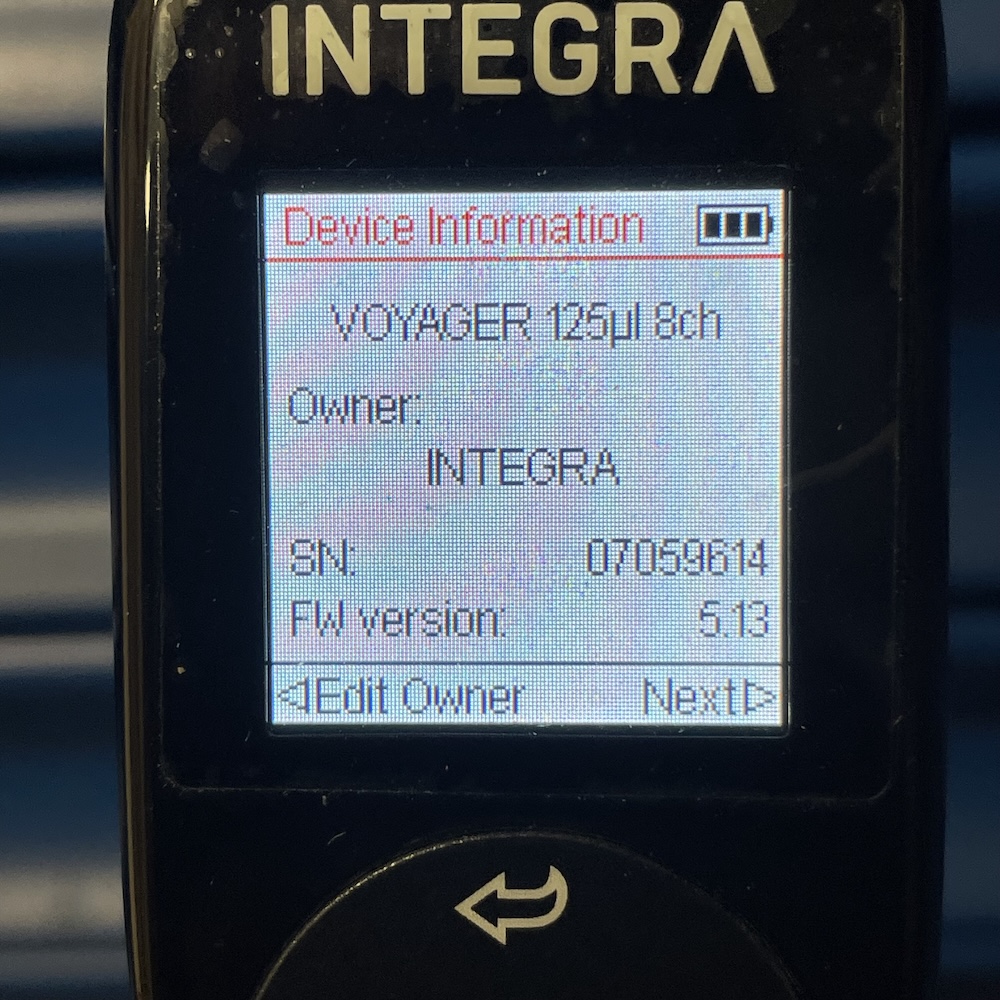 INTEGRA
Device Information
VOYAGER 125µl 8ch
Owner:
INTEGRA
SN: 07059614
FW version: 5.13
Edit Owner Next